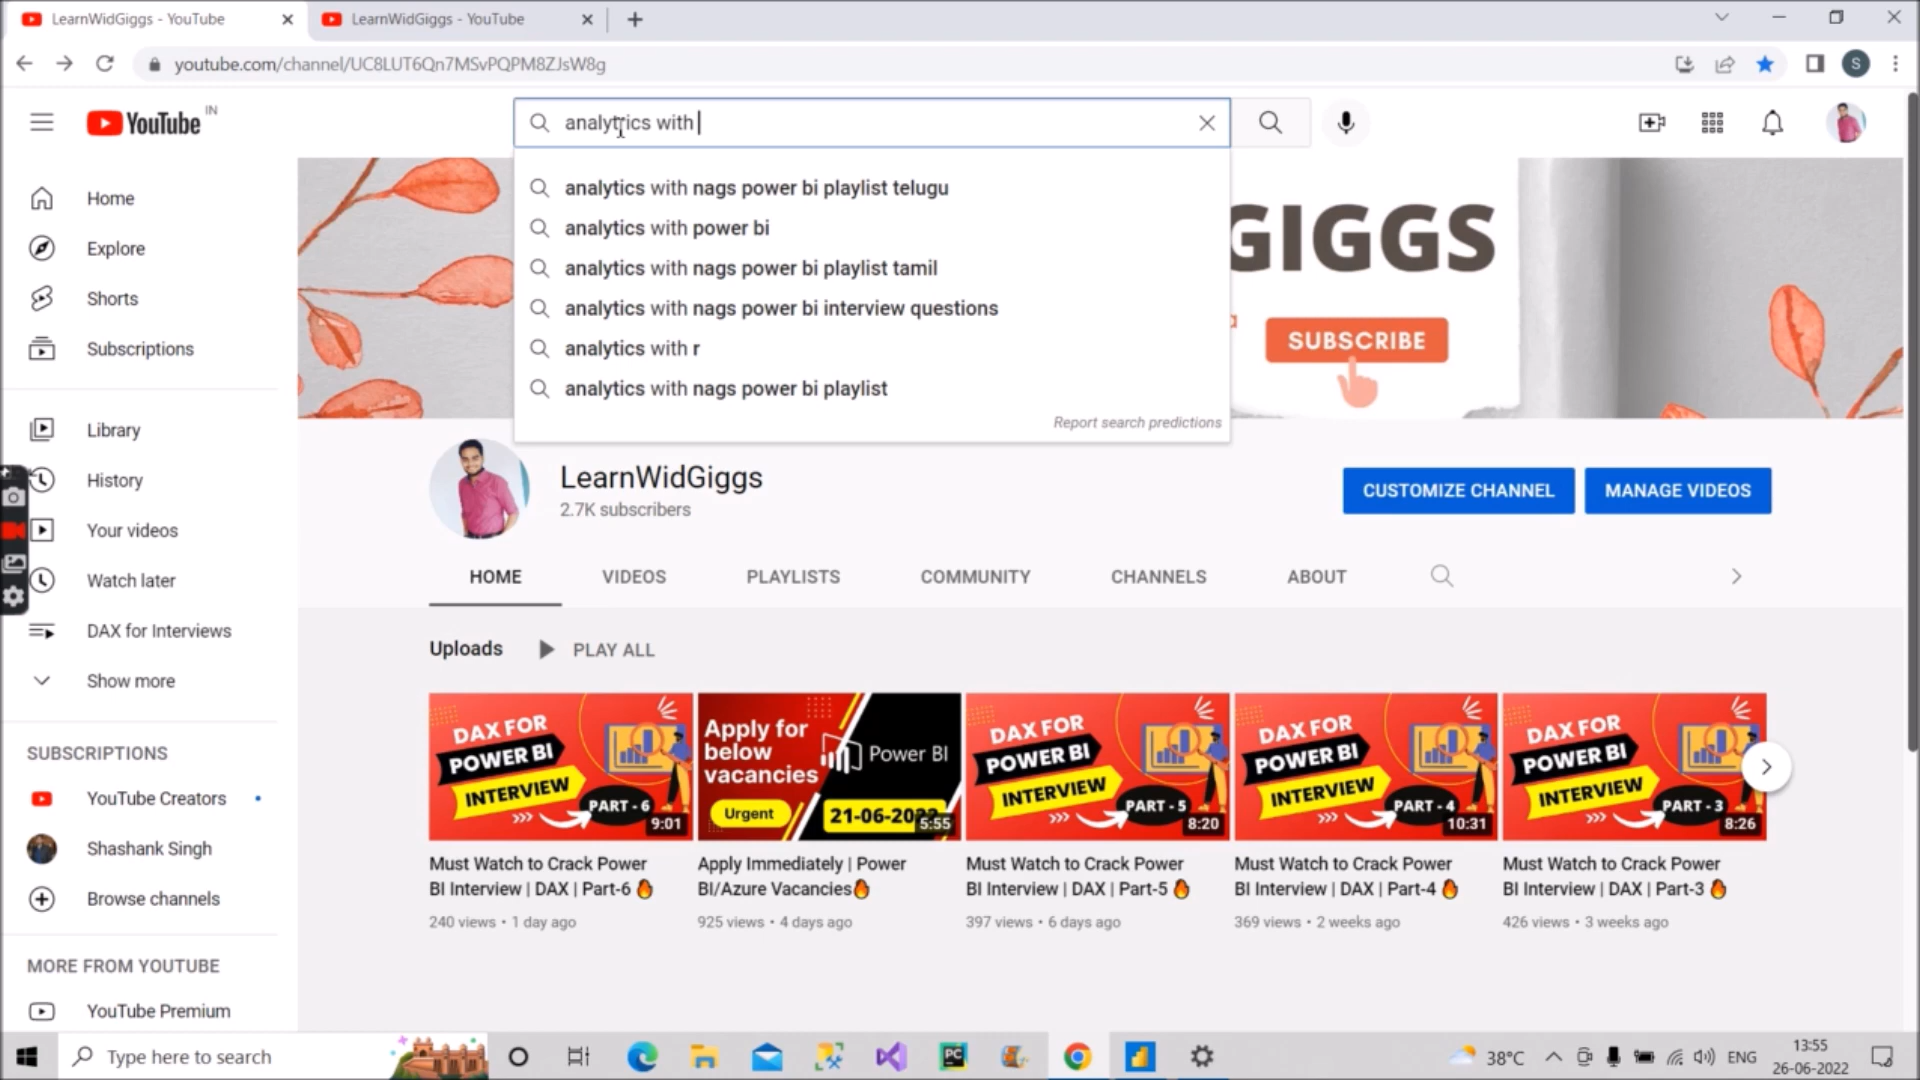 LearnWidGiggs - YouTube
LearnWidGiggs - YouTube
youtube.com/channel/UC8LUT6Qn7MSvPQPM8ZJsW8g
S
YouTube IN
analytrics with
analytics with nags power bi playlist telugu
analytics with power bi
analytics with nags power bi playlist tamil
analytics with nags power bi interview questions
analytics with r
analytics with nags power bi playlist
Report search predictions
Home
Explore
Shorts
Subscriptions
Library
History
Your videos
Watch later
DAX for Interviews
Show more
SUBSCRIPTIONS
YouTube Creators
Shashank Singh
Browse channels
MORE FROM YOUTUBE
YouTube Premium
GIGGS
SUBSCRIBE
LearnWidGiggs
2.7K subscribers
CUSTOMIZE CHANNEL
MANAGE VIDEOS
HOME
VIDEOS
PLAYLISTS
COMMUNITY
CHANNELS
ABOUT
Uploads
PLAY ALL
DAX FOR
POWER BI
INTERVIEW
PART - 6
9:01
Must Watch to Crack Power
BI Interview | DAX | Part-6 🔥
240 views • 1 day ago
Apply for
below
vacancies
Power BI
Urgent
21-06-2022
5:55
Apply Immediately | Power
BI/Azure Vacancies🔥
925 views • 4 days ago
DAX FOR
POWER BI
INTERVIEW
PART - 5
8:20
Must Watch to Crack Power
BI Interview | DAX | Part-5 🔥
397 views • 6 days ago
DAX FOR
POWER BI
INTERVIEW
PART - 4
10:31
Must Watch to Crack Power
BI Interview | DAX | Part-4 🔥
369 views • 2 weeks ago
DAX FOR
POWER BI
INTERVIEW
PART - 3
8:26
Must Watch to Crack Power
BI Interview | DAX | Part-3 🔥
426 views • 3 weeks ago
Type here to search
PC
38°C
ENG
13:55
26-06-2022